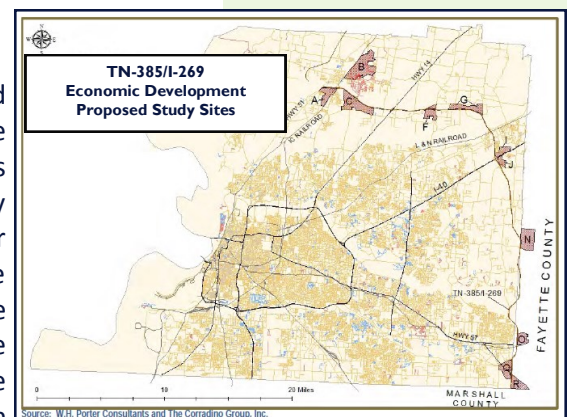 TN-385/I-269
Economic Development
Proposed Study Sites
N
HWY 51
HWY 14
B
A
C
G
F
IC RAILROAD
L & N RAILROAD
I
J
I-40
N
TN-385/I-269
FAYETTE COUNTY
HWY 57
O
Q
R
MARSHALL
COUNTY
0 10 20 Miles
Source: W.H. Porter Consultants and The Corradino Group, Inc.